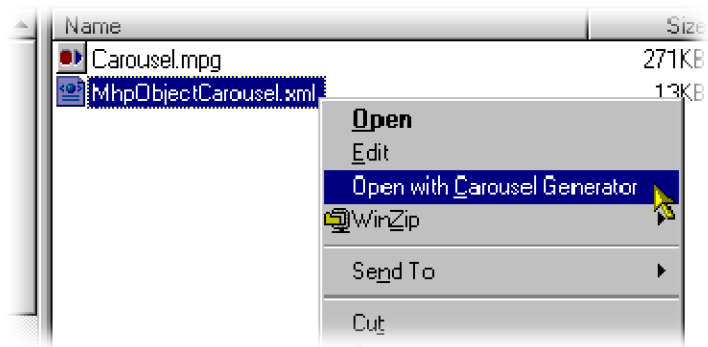 Name Size
Carousel.mpg 271KB
MhpObjectCarousel.xml 13KB
Open
Edit
Open with Carousel Generator
WinZip
Send To
Cut